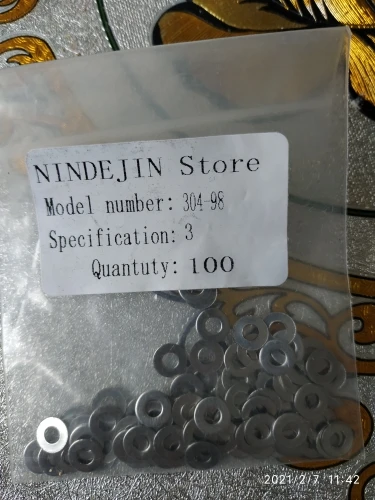 NINDEJIN Store
Model number: 304-98
Specification: 3
Quantuty: 100
2021/2/7 11:42